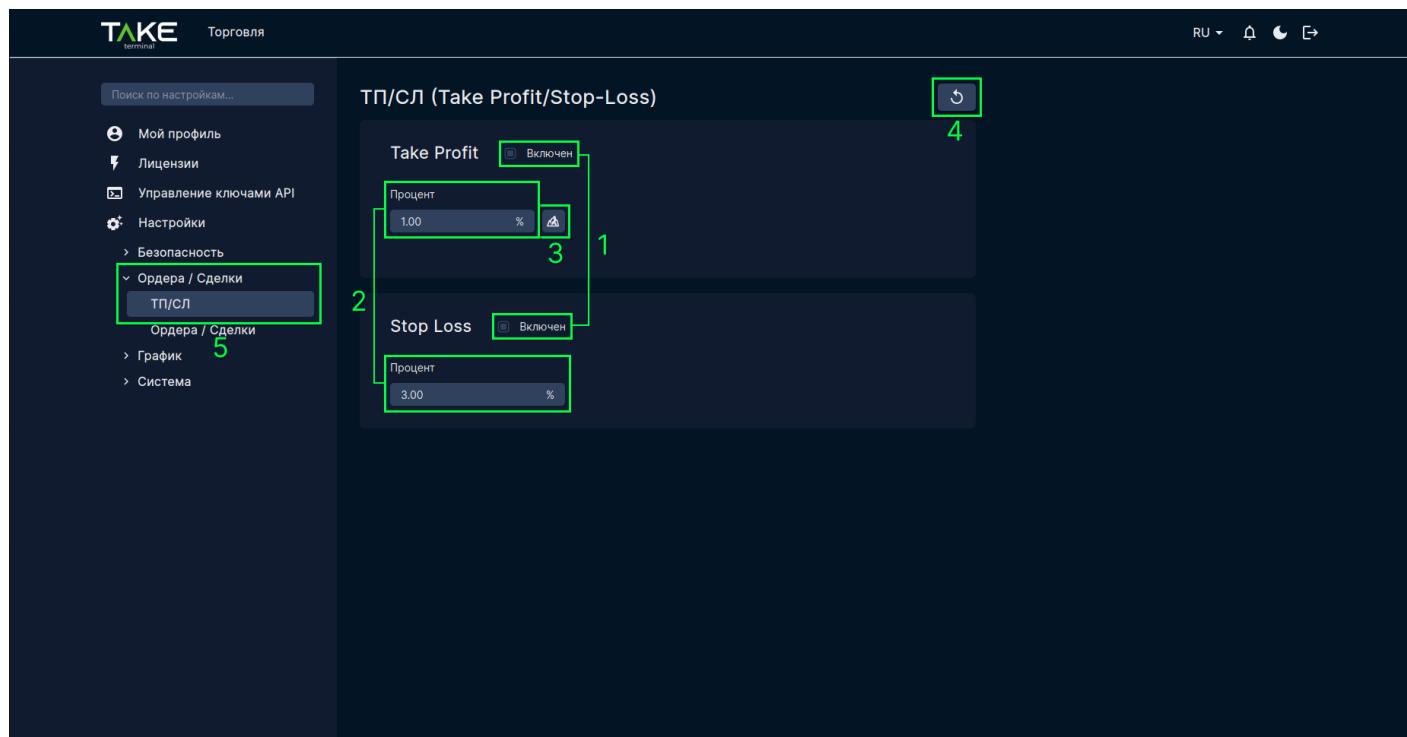 TAKE
terminal
Торговля
RU
Поиск по настройкам...
Мой профиль
Лицензии
Управление ключами API
Настройки
Безопасность
Ордера / Сделки
ТП/СЛ
Ордера / Сделки
5
График
Система
ТП/СЛ (Take Profit/Stop-Loss)
4
Take Profit
Включен
Процент
1.00 %
3
1
2
Stop Loss
Включен
Процент
3.00 %